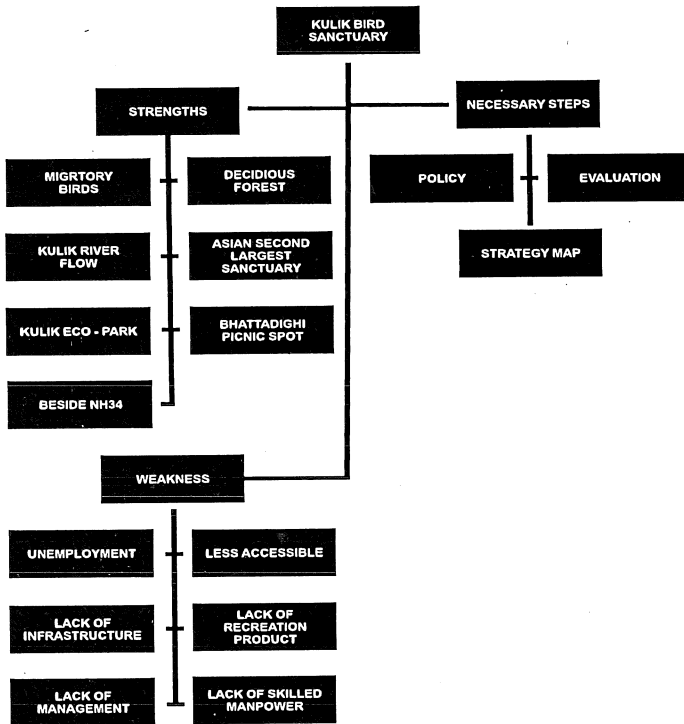 KULIK BIRD
SANCTUARY
STRENGTHS
NECESSARY STEPS
MIGRTORY
BIRDS
DECIDIOUS
FOREST
POLICY
EVALUATION
KULIK RIVER
FLOW
ASIAN SECOND
LARGEST
SANCTUARY
STRATEGY MAP
KULIK ECO - PARK
BHATTADIGHI
PICNIC SPOT
BESIDE NH34
WEAKNESS
UNEMPLOYMENT
LESS ACCESSIBLE
LACK OF
INFRASTRUCTURE
LACK OF
RECREATION
PRODUCT
LACK OF
MANAGEMENT
LACK OF SKILLED
MANPOWER